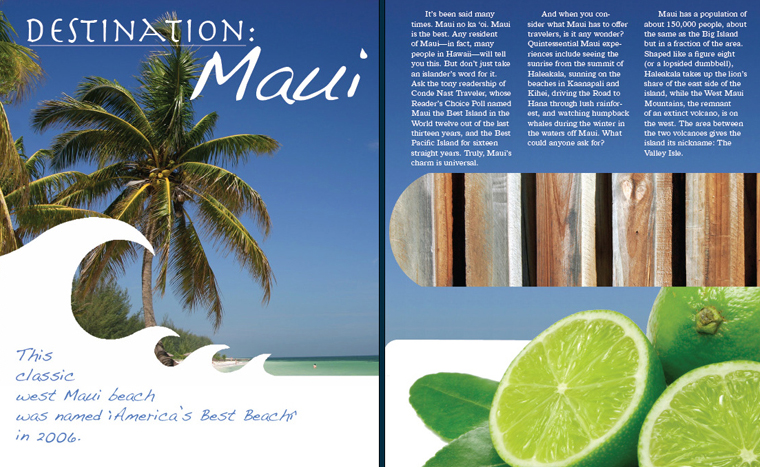 DESTINATION:
Maui
This
classic
west Maui beach
was named ¡America's Best Beach
in 2006.
It's been said many
times. Maui no ka ‘oi. Maui
is the best. Any resident
of Maui—in fact, many
people in Hawaii—will tell
you this. But don't just take
an islander's word for it.
Ask the tony readership of
Conde Nast Traveler, whose
Reader's Choice Poll named
Maui the Best Island in the
World twelve out of the last
thirteen years, and the Best
Pacific Island for sixteen
straight years. Truly, Maui's
charm is universal.
And when you con-
sider what Maui has to offer
travelers, is it any wonder?
Quintessential Maui expe-
riences include seeing the
sunrise from the summit of
Haleakala, sunning on the
beaches in Kaanapali and
Kihei, driving the Road to
Hana through lush rainfor-
est, and watching humpback
whales during the winter in
the waters off Maui. What
could anyone ask for?
Maui has a population of
about 150,000 people, about
the same as the Big Island
but in a fraction of the area.
Shaped like a figure eight
(or a lopsided dumbbell),
Haleakala takes up the lion's
share of the east side of the
island, while the West Maui
Mountains, the remnant
of an extinct volcano, is on
the west. The area between
the two volcanoes gives the
island its nickname: The
Valley Isle.